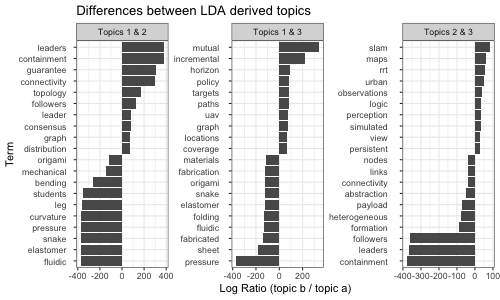 Differences between LDA derived topics
Topics 1 & 2
leaders
containment
guarantee
connectivity
topology
followers
leader
consensus
graph
distribution
origami
mechanical
bending
students
leg
curvature
pressure
snake
elastomer
fluidic
-400 -200 0 200 400
Topics 1 & 3
mutual
incremental
horizon
policy
targets
paths
uav
graph
locations
coverage
materials
fabrication
origami
snake
elastomer
folding
fluidic
fabricated
sheet
pressure
-400 -200 0 200 400
Topics 2 & 3
slam
maps
rrt
urban
observations
logic
perception
simulated
view
persistent
nodes
links
connectivity
abstraction
payload
heterogeneous
formation
followers
leaders
containment
-400 -300 -200 -100 0 100
Term
Log Ratio (topic b / topic a)